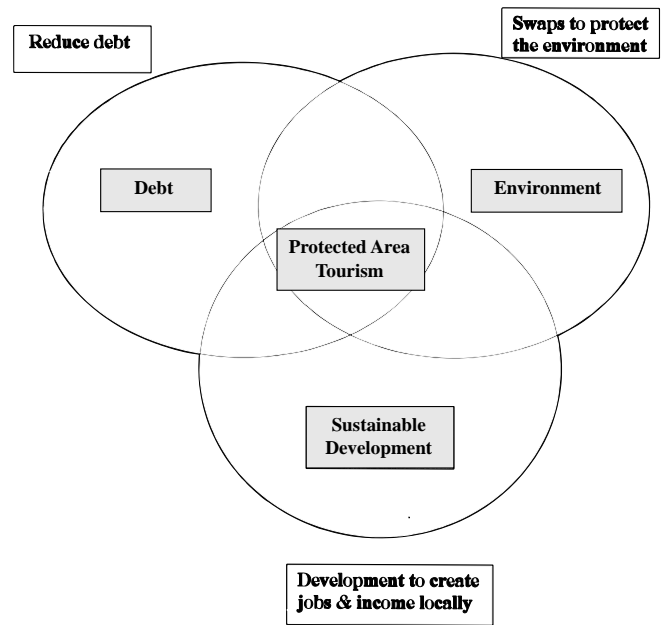 Reduce debt
Swaps to protect
the environment
Debt
Environment
Protected Area
Tourism
Sustainable
Development
Development to create
jobs & income locally